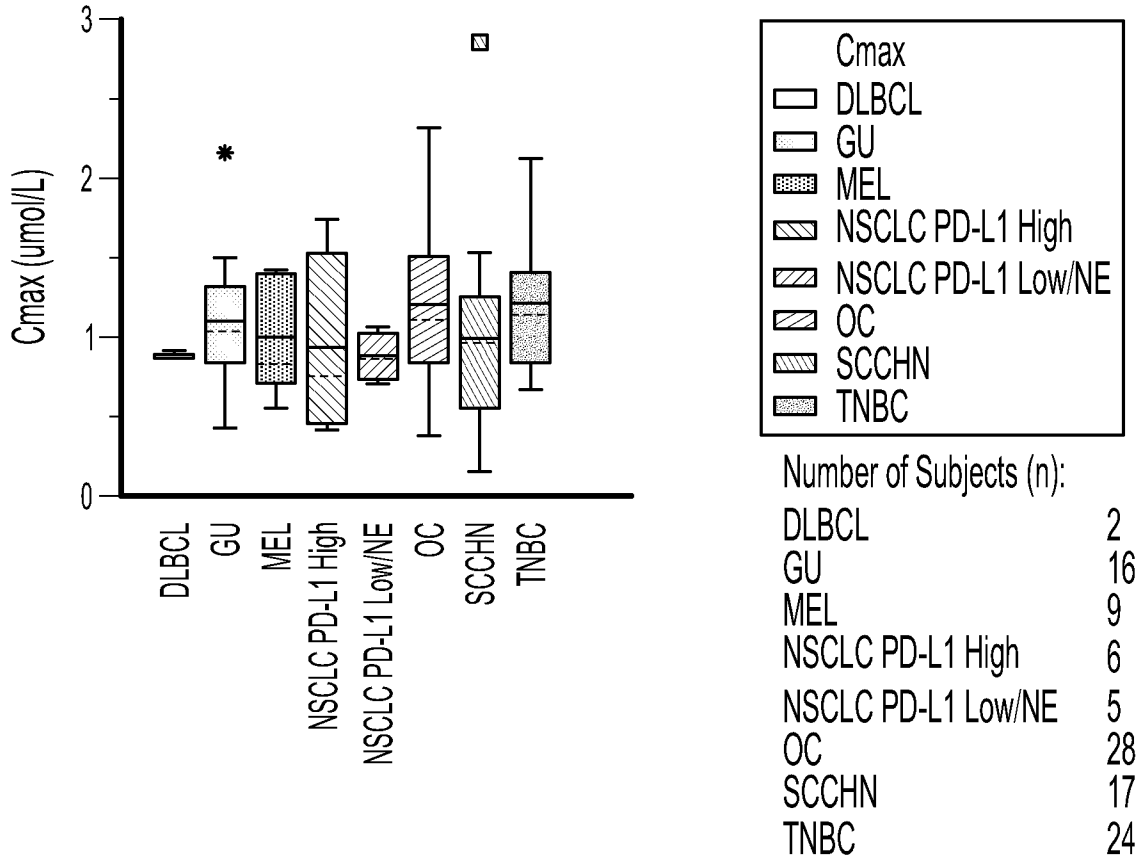 3
2
1
0
Cmax (umol/L)
DLBCL
GU
MEL
NSCLC PD-L1 High
NSCLC PD-L1 Low/NE
OC
SCCHN
TNBC
Cmax
DLBCL
GU
MEL
NSCLC PD-L1 High
NSCLC PD-L1 Low/NE
OC
SCCHN
TNBC
Number of Subjects (n):
DLBCL 2
GU 16
MEL 9
NSCLC PD-L1 High 6
NSCLC PD-L1 Low/NE 5
OC 28
SCCHN 17
TNBC 24